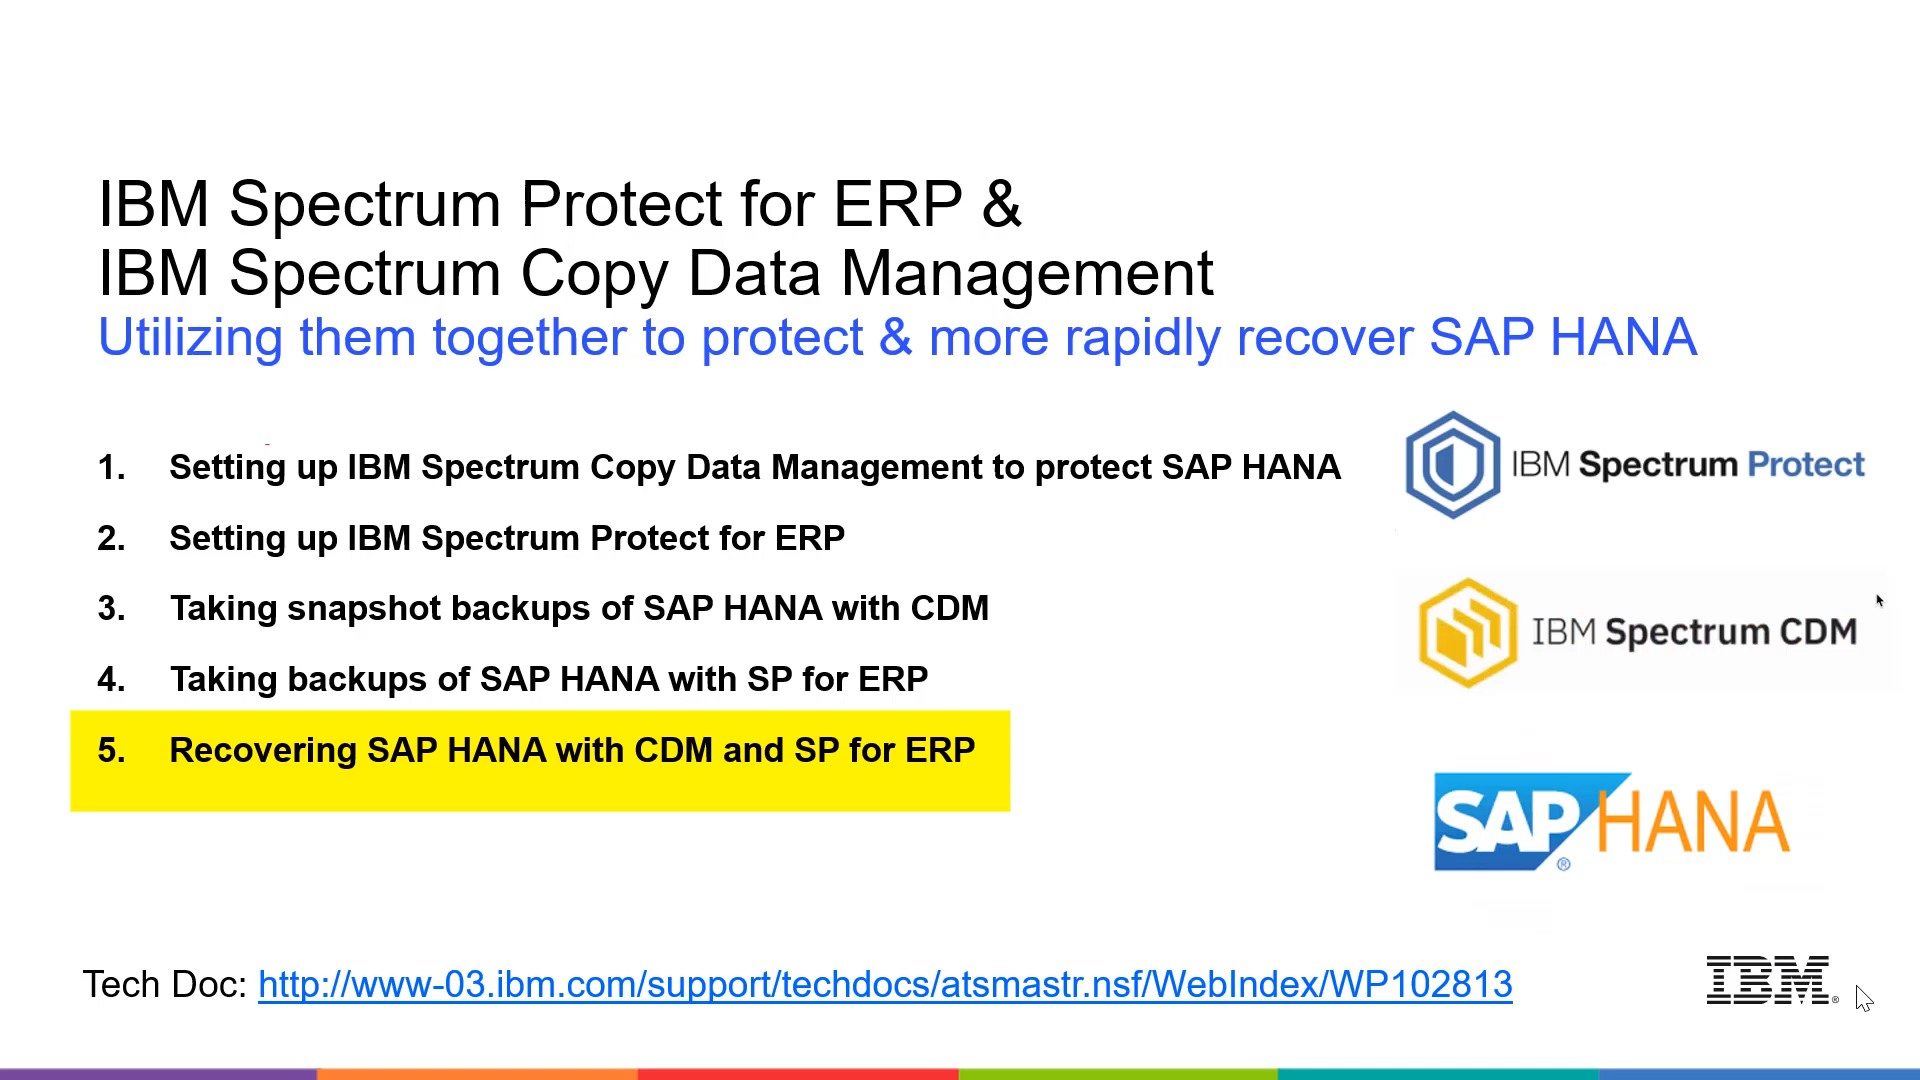 IBM Spectrum Protect for ERP &
IBM Spectrum Copy Data Management
Utilizing them together to protect & more rapidly recover SAP HANA
1. Setting up IBM Spectrum Copy Data Management to protect SAP HANA
2. Setting up IBM Spectrum Protect for ERP
3. Taking snapshot backups of SAP HANA with CDM
4. Taking backups of SAP HANA with SP for ERP
5. Recovering SAP HANA with CDM and SP for ERP
IBM Spectrum Protect
IBM Spectrum CDM
SAP® HANA
Tech Doc: http://www-03.ibm.com/support/techdocs/atsmastr.nsf/WebIndex/WP102813
IBM®